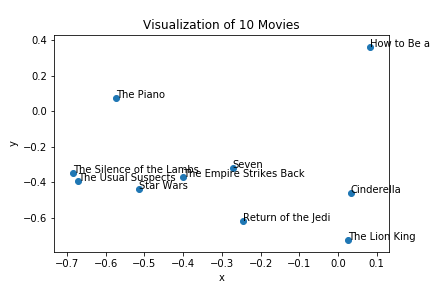 Visualization of 10 Movies
0.4
0.2
0.0
−0.2
−0.4
−0.6
y
How to Be a
The Piano
The Silence of the Lambs
The Usual Suspects
Star Wars
Seven
The Empire Strikes Back
Cinderella
Return of the Jedi
The Lion King
−0.7 −0.6 −0.5 −0.4 −0.3 −0.2 −0.1 0.0 0.1
x